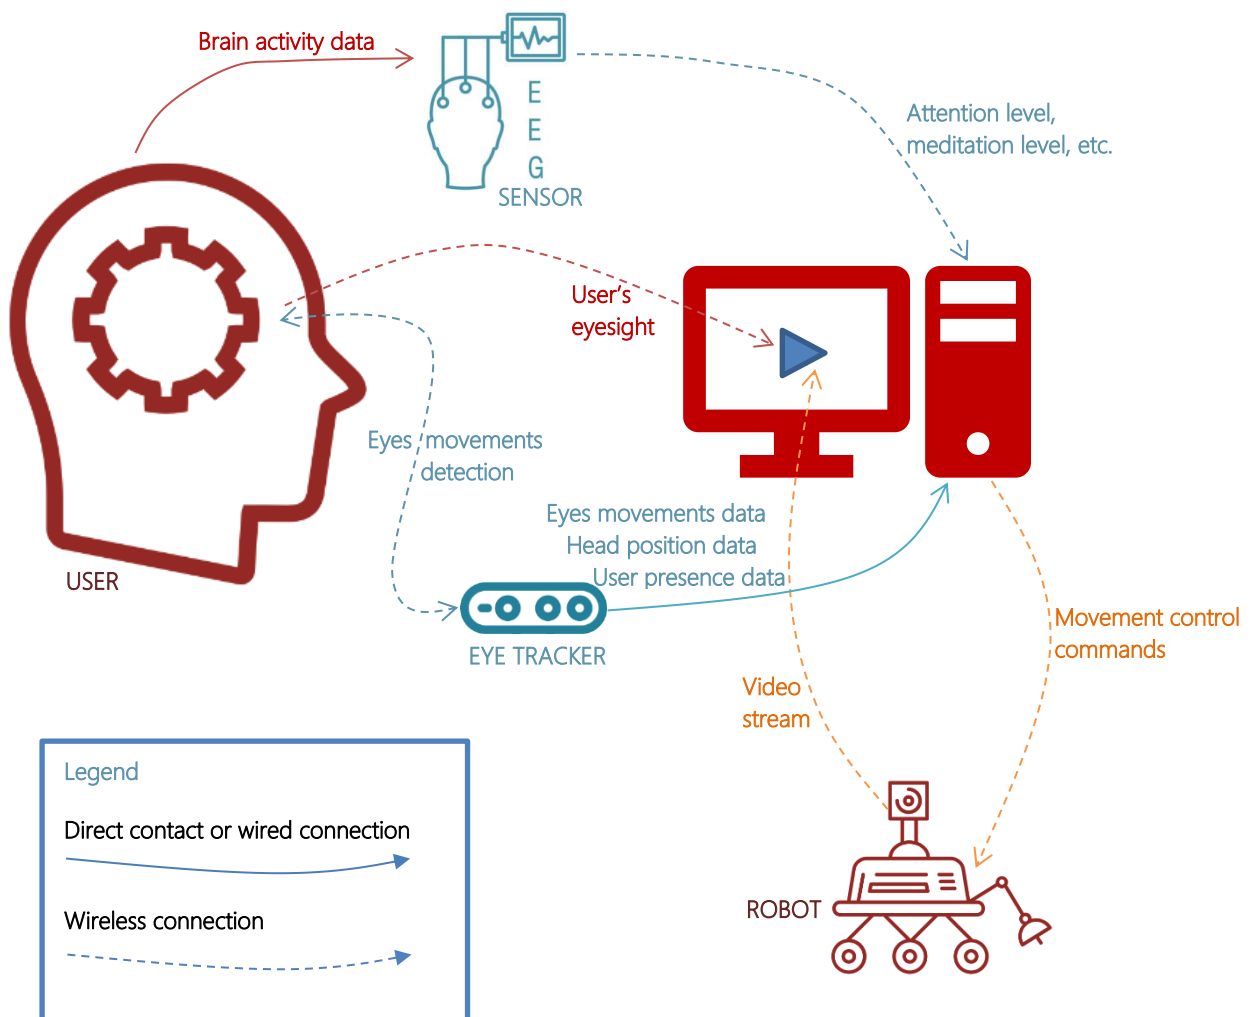 Brain activity data
E
E
G
SENSOR
Attention level,
meditation level, etc.
User's
eyesight
Eyes movements
detection
Eyes movements data
Head position data
User presence data
USER
EYE TRACKER
Movement control
commands
Video
stream
ROBOT
Legend
Direct contact or wired connection
Wireless connection